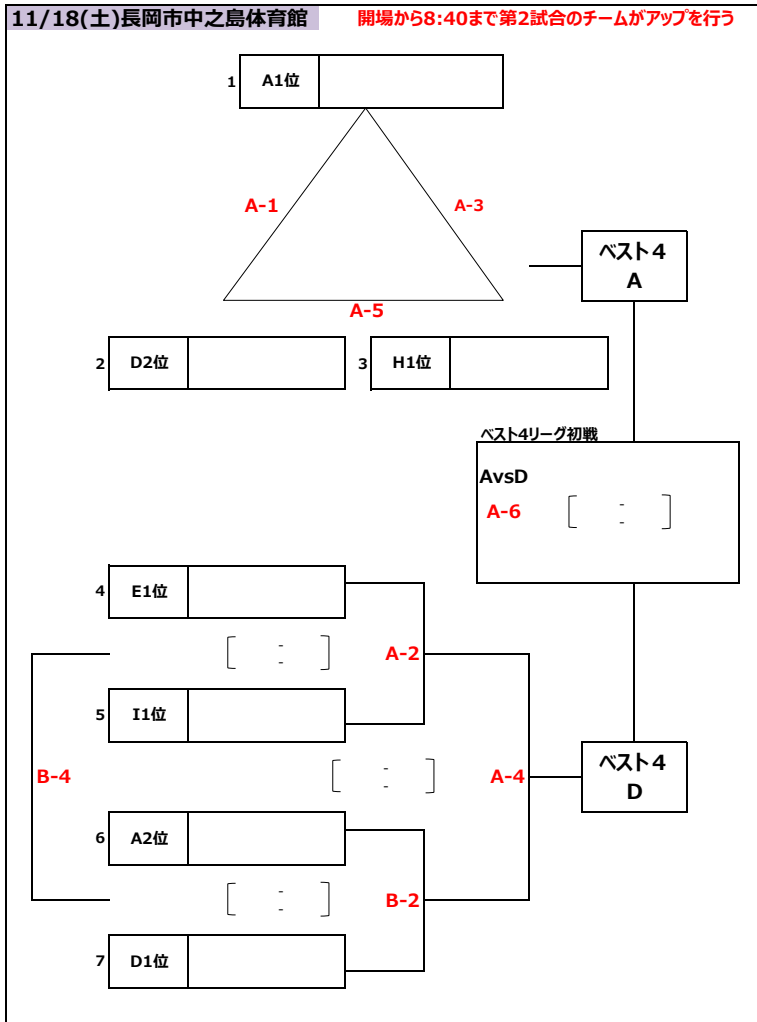 11/18(土)長岡市中之島体育館 開場から8:40まで第2試合のチームがアップを行う
1 A1位
A-1 A-3
ベスト4
A
A-5
2 D2位 3 H1位
ベスト4リーグ初戦
AvsD
A-6 [ - ]
-
4 E1位
[ - ] A-2
-
5 I1位
B-4 [ - ] A-4
-
ベスト4
D
6 A2位
[ - ] B-2
-
7 D1位